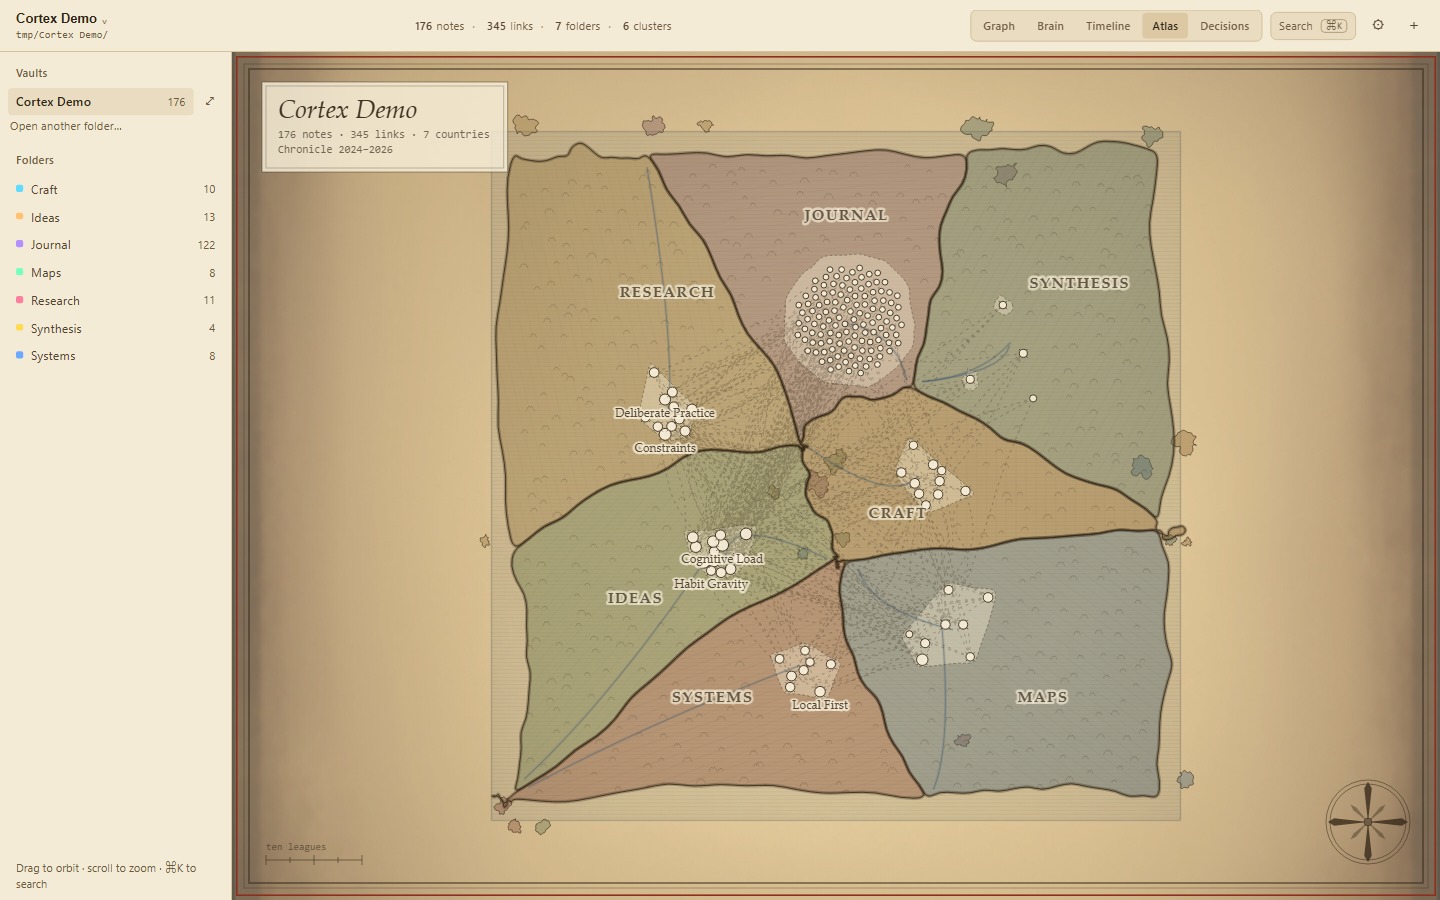 Cortex Demo
tmp/Cortex Demo/
176 notes · 345 links · 7 folders · 6 clusters
Graph Brain Timeline Atlas Decisions
Search ⌘K
+
Vaults
Cortex Demo 176
Open another folder...
Folders
Craft 10
Ideas 13
Journal 122
Maps 8
Research 11
Synthesis 4
Systems 8
Drag to orbit · scroll to zoom · ⌘K to
search
Cortex Demo
176 notes · 345 links · 7 countries
Chronicle 2024–2026
JOURNAL
SYNTHESIS
RESEARCH
Deliberate Practice
Constraints
CRAFT
Cognitive Load
Habit Gravity
IDEAS
SYSTEMS
Local First
MAPS
ten leagues